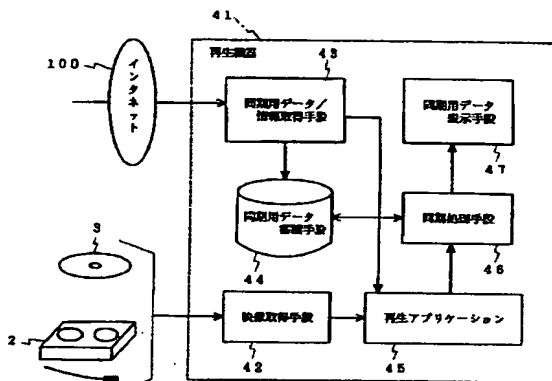 41
再生機器
100
インタネット
43
同期用データ/
情報取得手段
同期用データ
表示手段
47
同期用データ
蓄積手段
44
同期処理手段
46
3
2
映像取得手段
42
再生アプリケーション
45